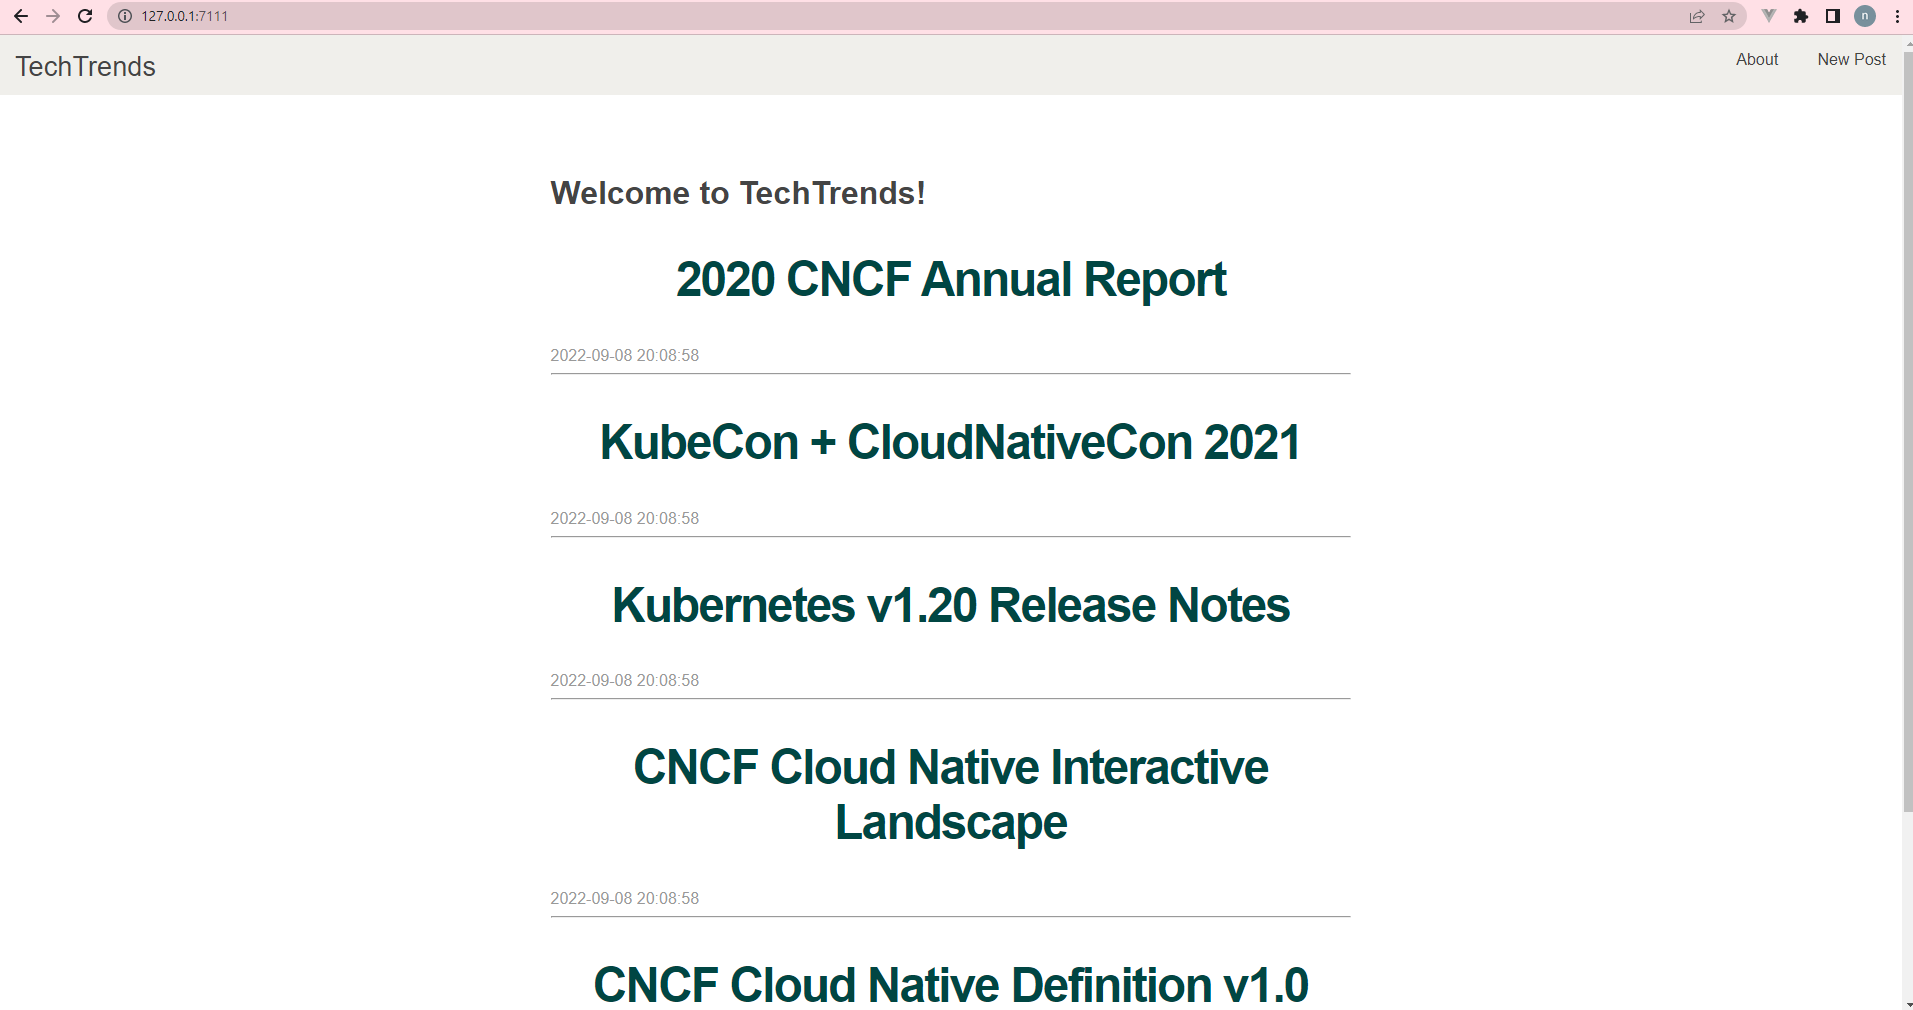 127.0.0.1:7111
n
TechTrends
About
New Post
Welcome to TechTrends!
2020 CNCF Annual Report
2022-09-08 20:08:58
KubeCon + CloudNativeCon 2021
2022-09-08 20:08:58
Kubernetes v1.20 Release Notes
2022-09-08 20:08:58
CNCF Cloud Native Interactive
Landscape
2022-09-08 20:08:58
CNCF Cloud Native Definition v1.0